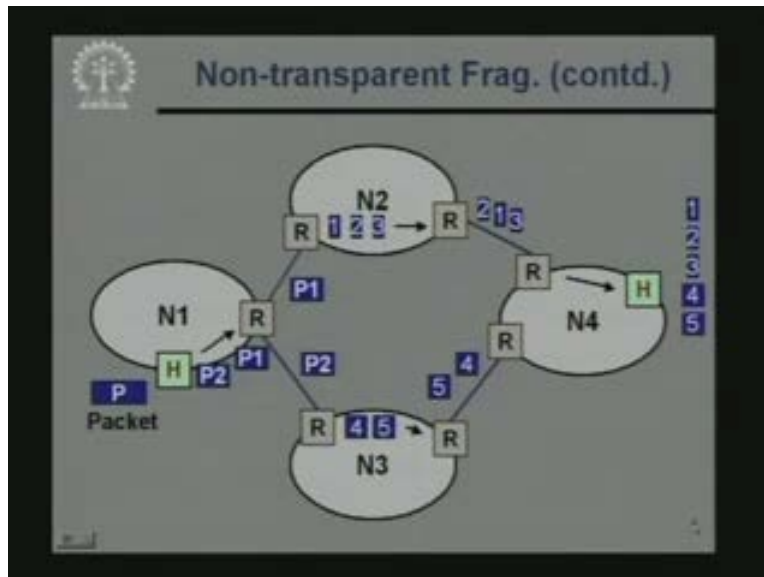 Non-transparent Frag. (contd.)
N2
R 1 2 3 R
2 1 3
1
2
3
4
5
R
H
P1
N1
R
N4
R
P1
P2
H
P2
4
5
P
Packet
R 4 5 R
N3